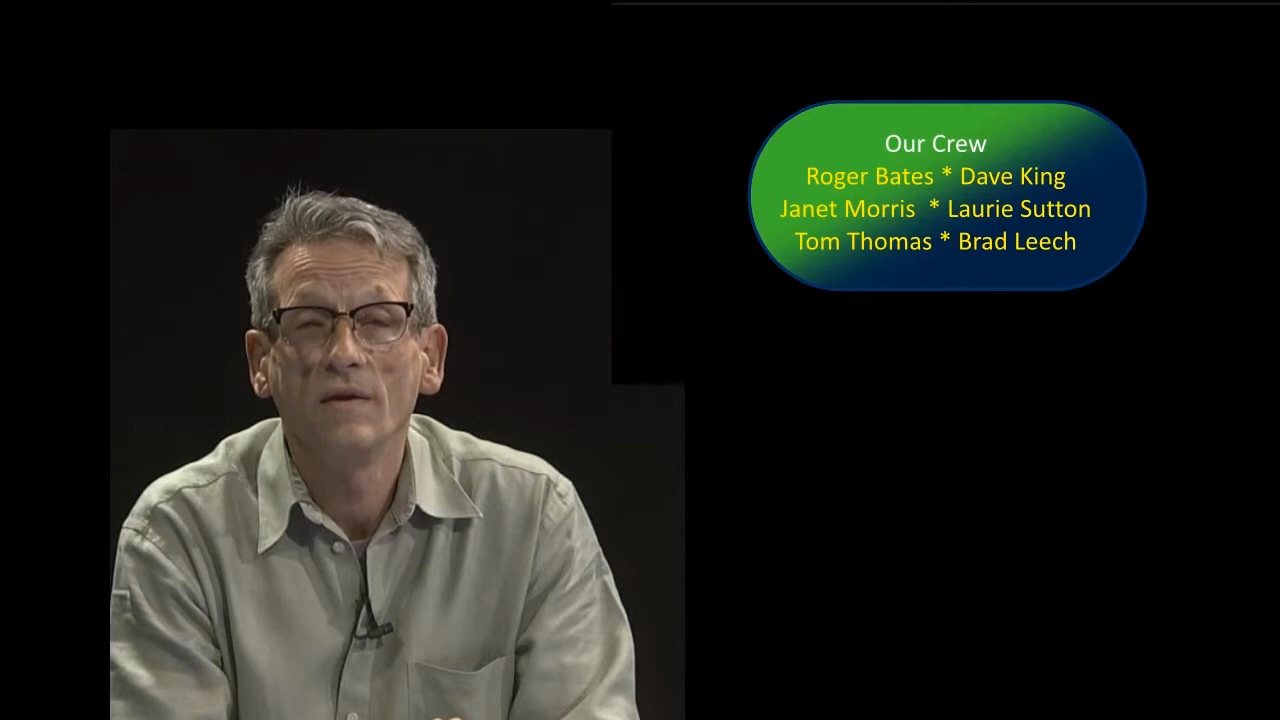 Our Crew
Roger Bates * Dave King
Janet Morris  * Laurie Sutton
Tom Thomas * Brad Leech